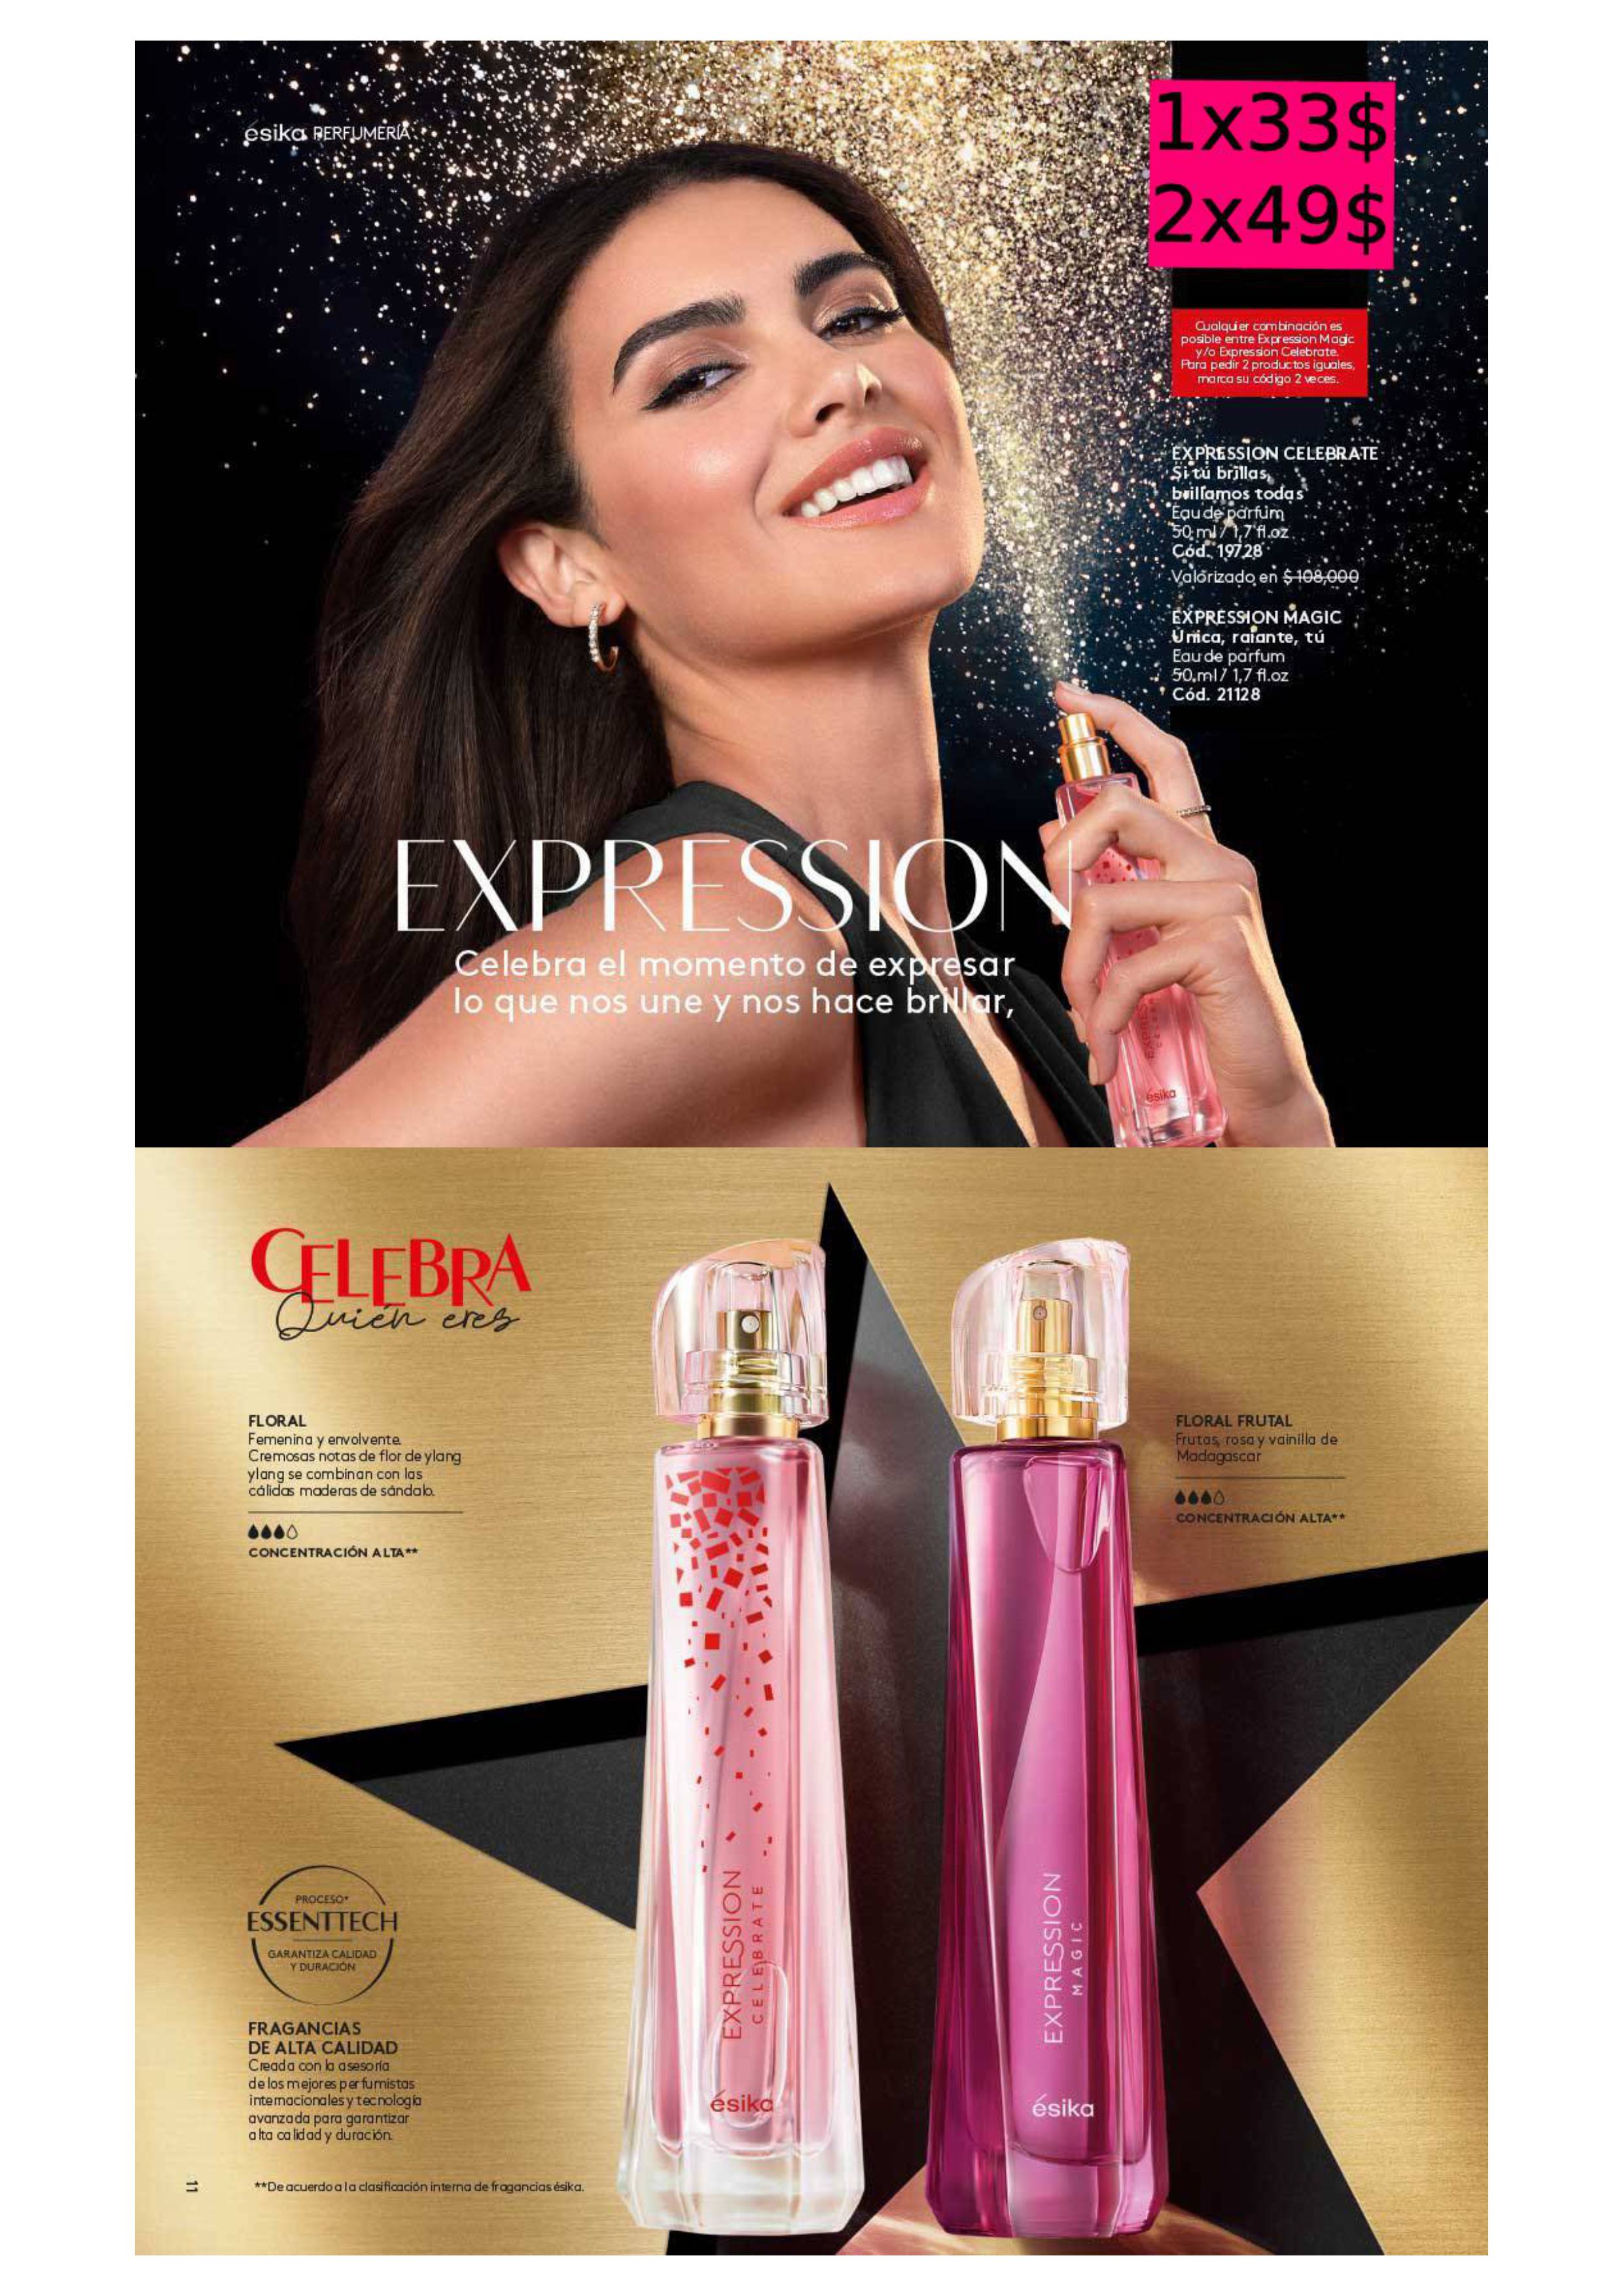 ésika PERFUMERÍA
1x33$
2x49$
Cualquier combinación es
posible entre Expression Magic
y/o Expression Celebrate.
Para pedir 2 productos iguales,
marca su código 2 veces.
EXPRESSION CELEBRATE
Si tú brillas,
brillamos todas
Eau de parfum
50 ml / 1,7 fl.oz
Cód. 19728
Valorizado en $ 108,000
EXPRESSION MAGIC
Única, raiante, tú
Eau de parfum
50 ml / 1,7 fl.oz
Cód. 21128
EXPRESSION
Celebra el momento de expresar
lo que nos une y nos hace brillar,
ésika
CELEBRA
Quién eres
FLORAL
Femenina y envolvente.
Cremosas notas de flor de ylang
ylang se combinan con las
cálidas maderas de sándalo.
CONCENTRACIÓN ALTA**
FLORAL FRUTAL
Frutas, rosa y vainilla de
Madagascar
CONCENTRACIÓN ALTA**
EXPRESSION
CELEBRATE
ésika
EXPRESSION
MAGIC
ésika
PROCESO*
ESSENTTECH
GARANTIZA CALIDAD
Y DURACIÓN
FRAGANCIAS
DE ALTA CALIDAD
Creada con la asesoría
de los mejores perfumistas
internacionales y tecnología
avanzada para garantizar
alta calidad y duración.
11
**De acuerdo a la clasificación interna de fragancias ésika.